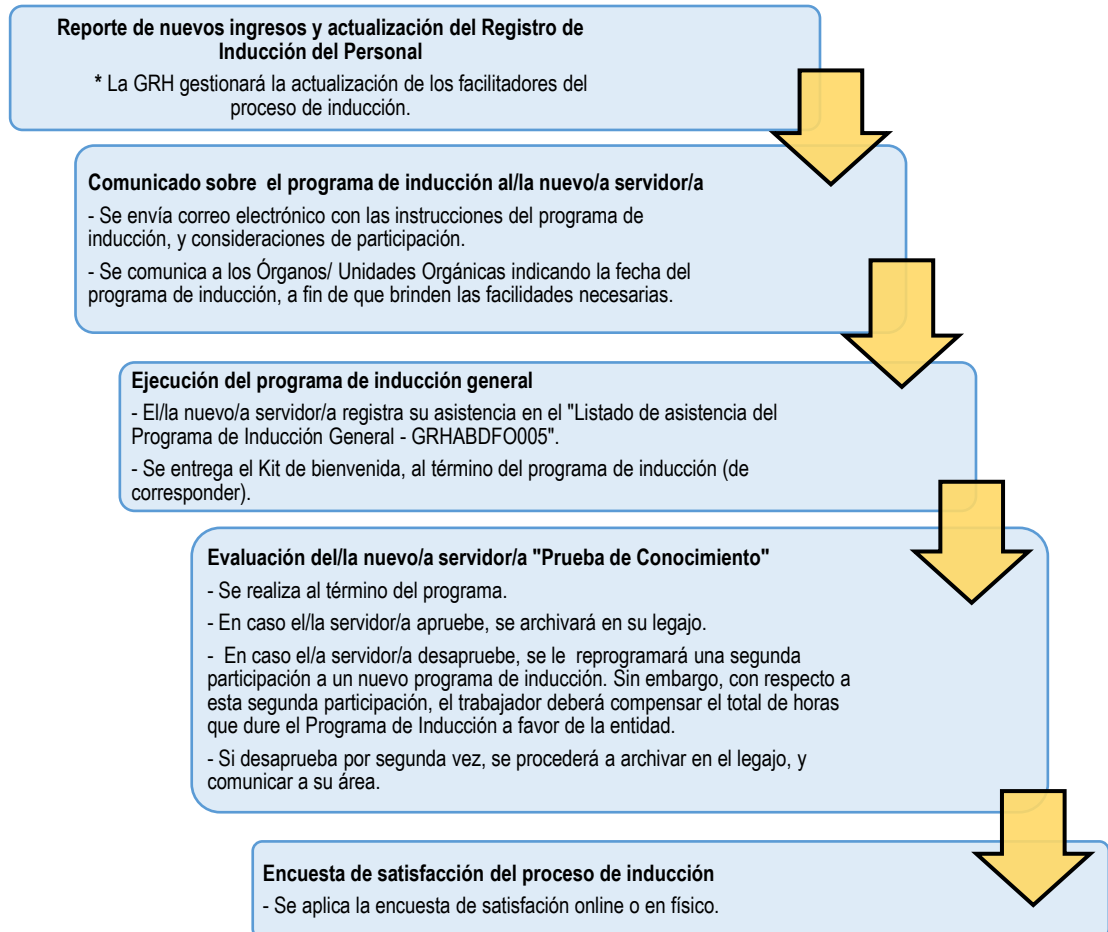 Reporte de nuevos ingresos y actualización del Registro de
Inducción del Personal
* La GRH gestionará la actualización de los facilitadores del
proceso de inducción.
Comunicado sobre el programa de inducción al/la nuevo/a servidor/a
- Se envía correo electrónico con las instrucciones del programa de
inducción, y consideraciones de participación.
- Se comunica a los Órganos/ Unidades Orgánicas indicando la fecha del
programa de inducción, a fin de que brinden las facilidades necesarias.
Ejecución del programa de inducción general
- El/la nuevo/a servidor/a registra su asistencia en el "Listado de asistencia del
Programa de Inducción General - GRHABDFO005".
- Se entrega el Kit de bienvenida, al término del programa de inducción (de
corresponder).
Evaluación del/la nuevo/a servidor/a "Prueba de Conocimiento"
- Se realiza al término del programa.
- En caso el/la servidor/a apruebe, se archivará en su legajo.
- En caso el/a servidor/a desapruebe, se le reprogramará una segunda
participación a un nuevo programa de inducción. Sin embargo, con respecto a
esta segunda participación, el trabajador deberá compensar el total de horas
que dure el Programa de Inducción a favor de la entidad.
- Si desaprueba por segunda vez, se procederá a archivar en el legajo, y
comunicar a su área.
Encuesta de satisfacción del proceso de inducción
- Se aplica la encuesta de satisfación online o en físico.